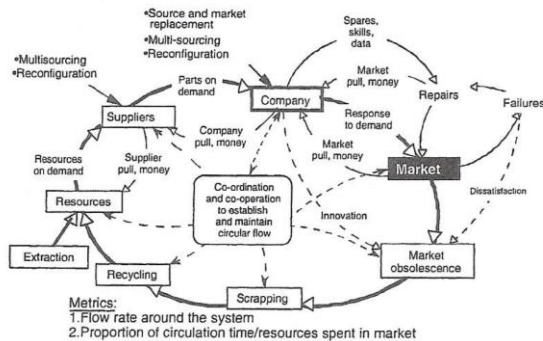 •Source and market
replacement
•Multi-sourcing
•Reconfiguration
Spares,
skills,
data
•Multisourcing
•Reconfiguration
Parts on
demand
Company
Market
pull, money
Repairs
Failures
Suppliers
Company
pull, money
Market
pull, money
Response
to demand
Resources
on demand
Supplier
pull, money
Market
Co-ordination
and co-operation
to establish
and maintain
circular flow
Dissatisfaction
Resources
Innovation
Market
obsolescence
Extraction
Recycling
Scrapping
Metrics:
1.Flow rate around the system
2.Proportion of circulation time/resources spent in market